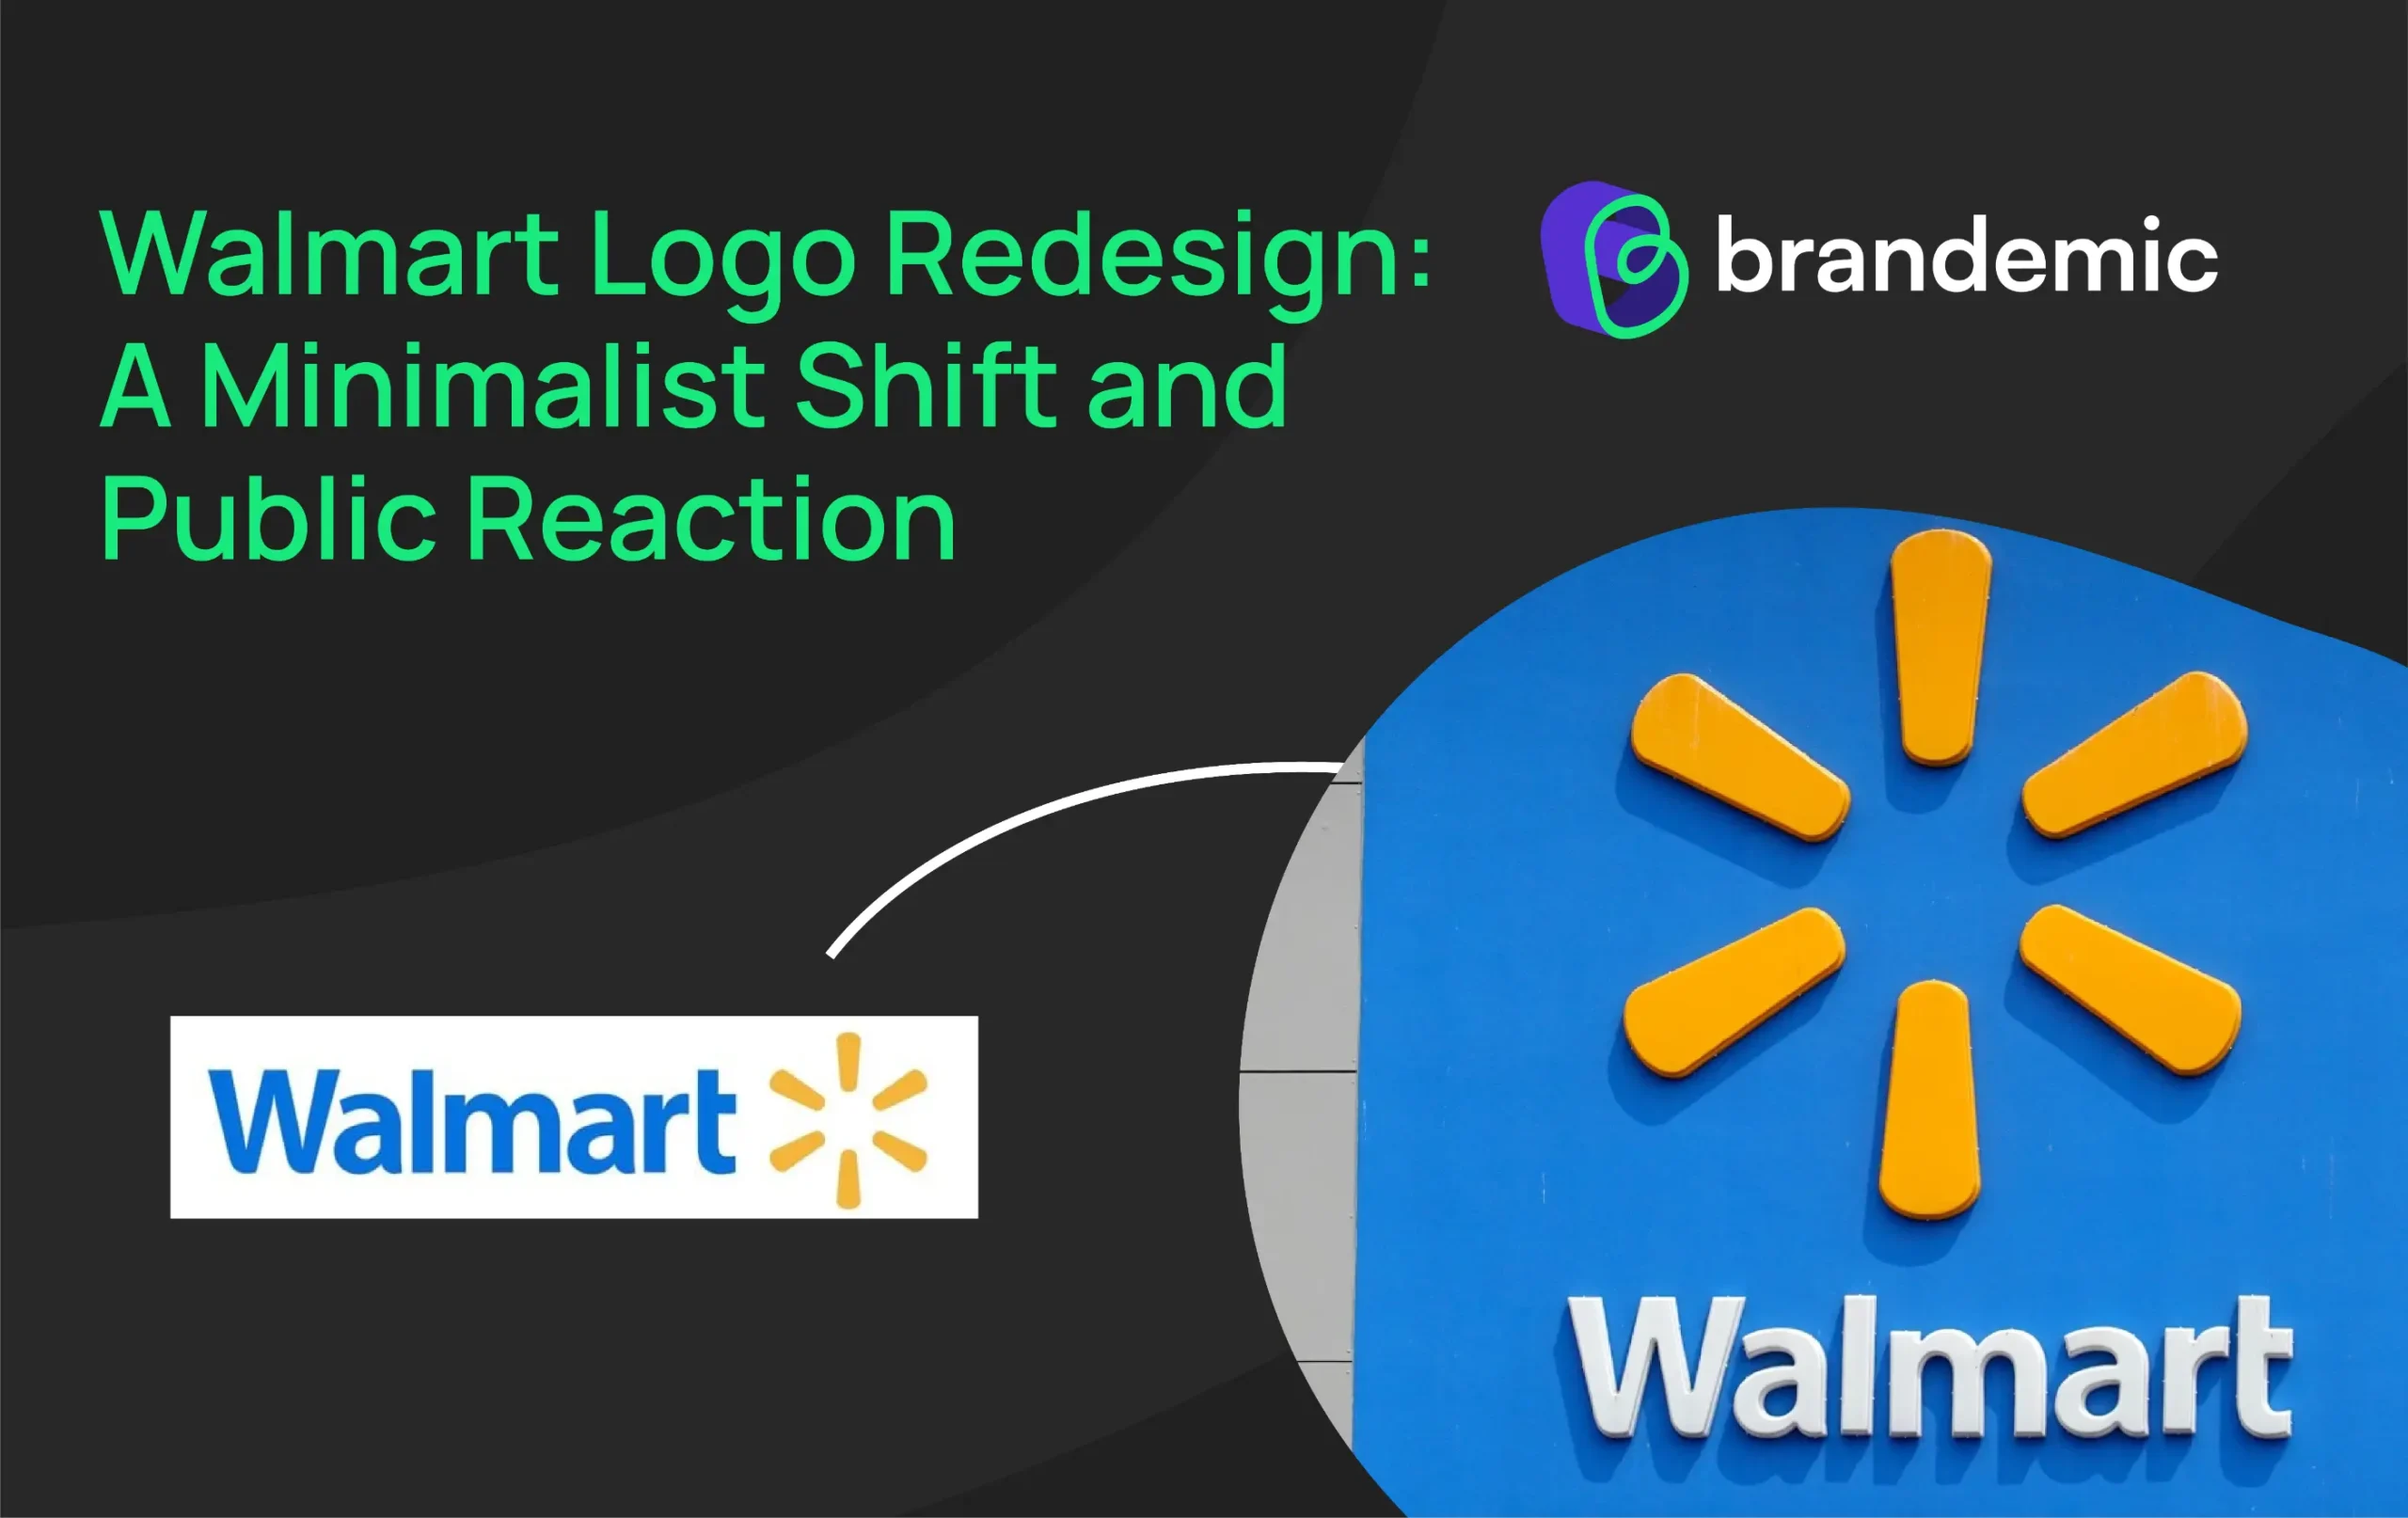 Walmart Logo Redesign:
A Minimalist Shift and
Public Reaction
brandemic
Walmart
Walmart